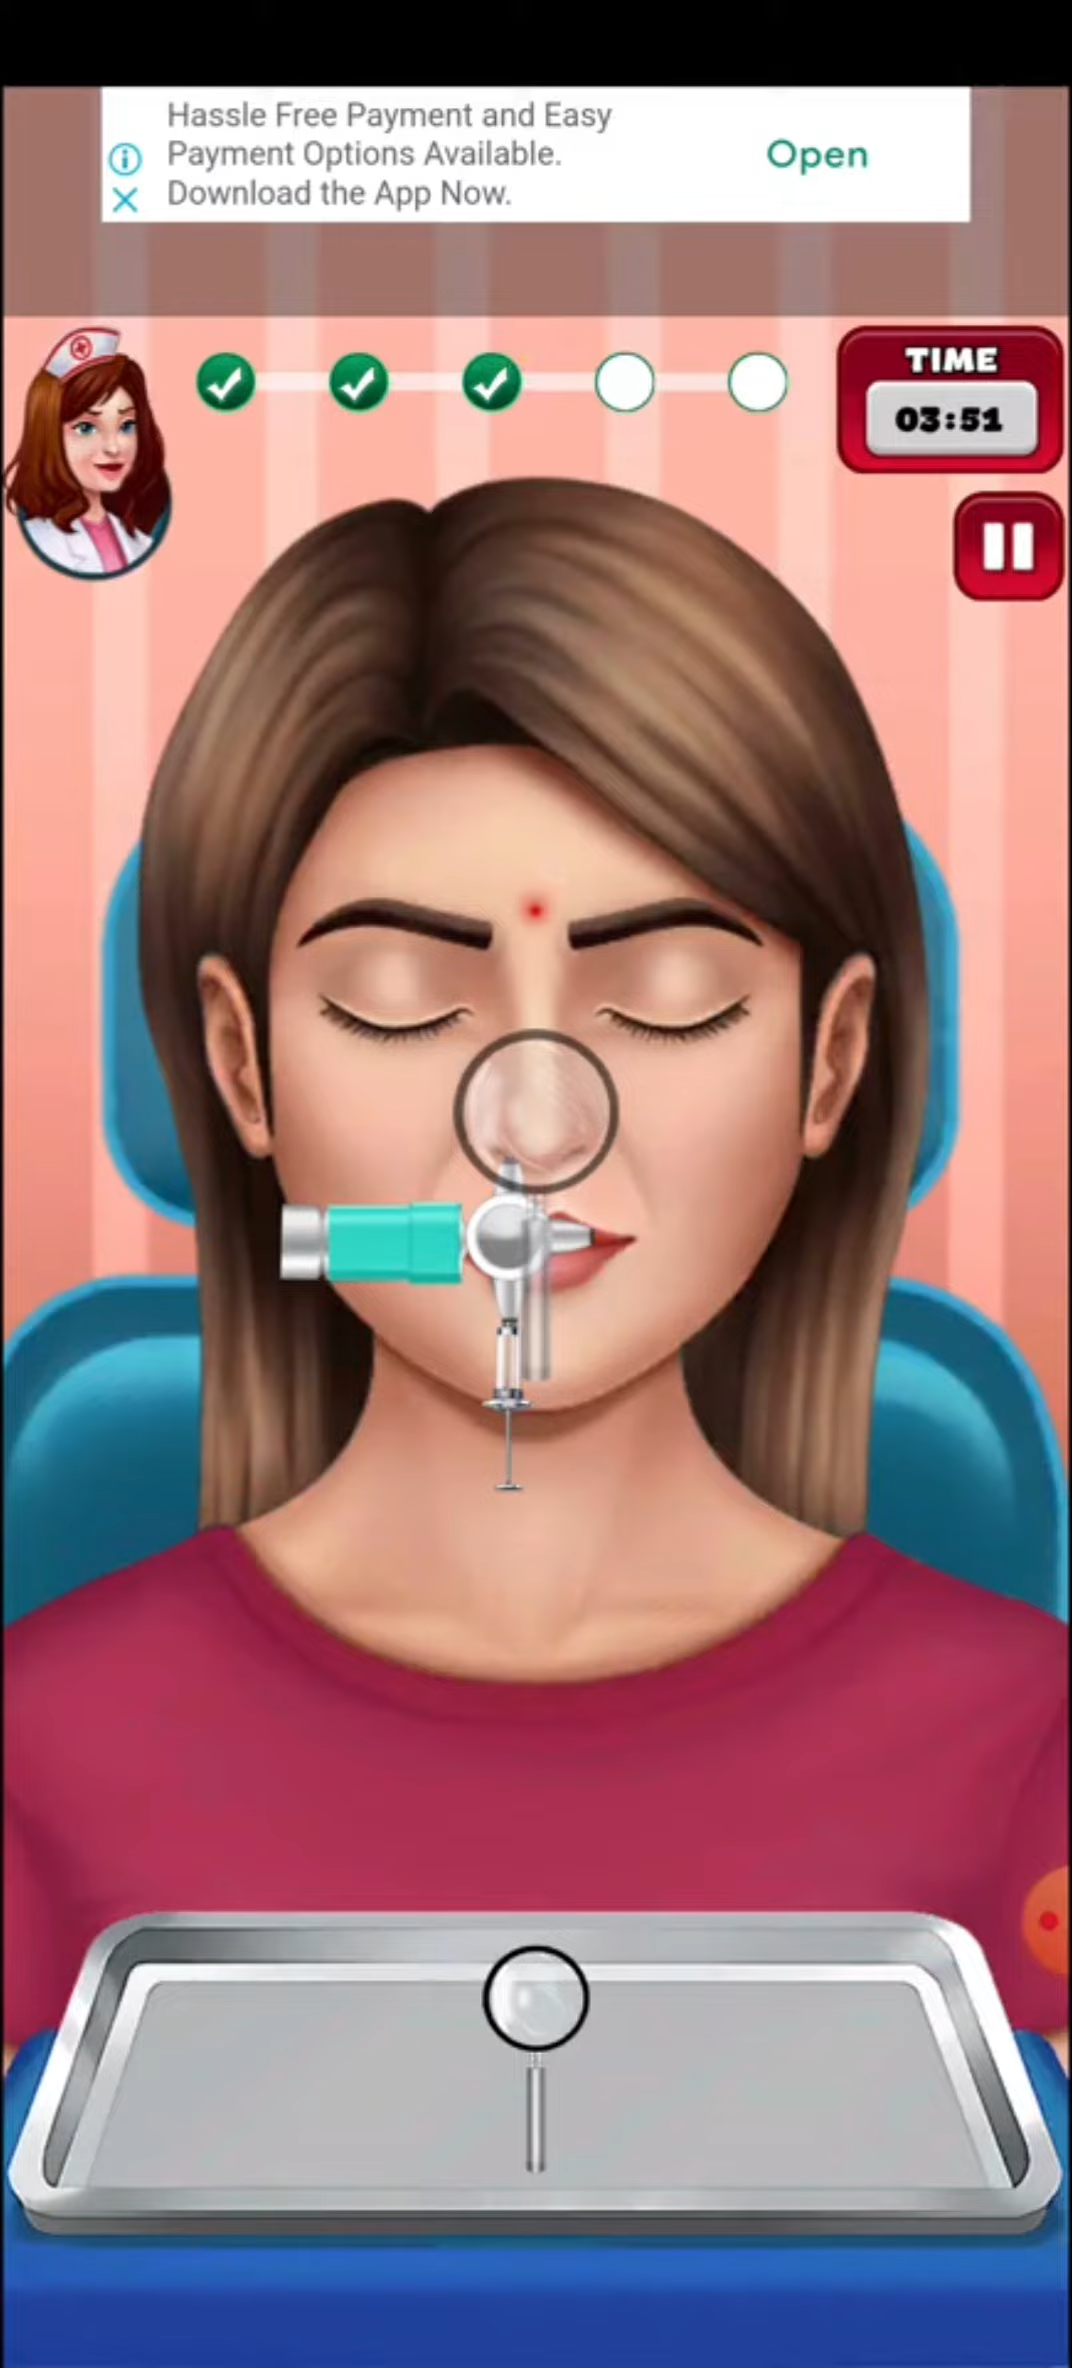 Hassle Free Payment and Easy
Payment Options Available.
Download the App Now.
Open
TIME
03:51